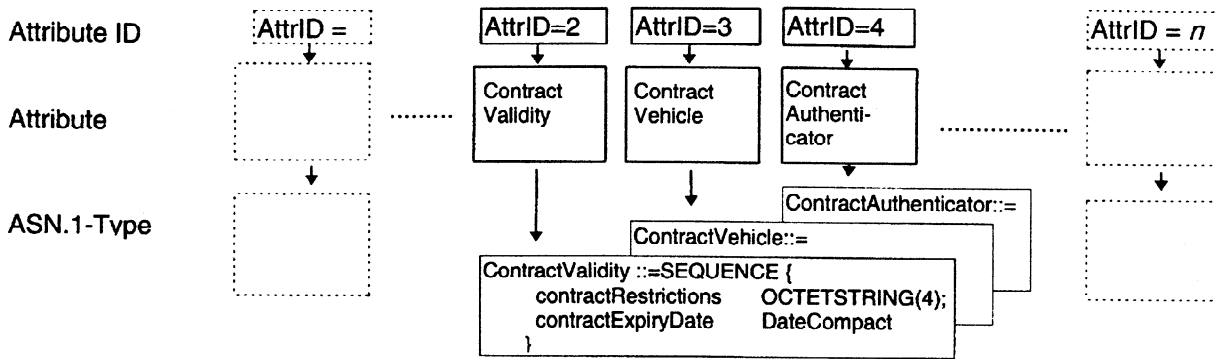 Attribute ID
AttrID =
AttrID=2
AttrID=3
AttrID=4
AttrID = n
Attribute
Contract
Validity
Contract
Vehicle
Contract
Authenti-
cator
ASN.1-Type
ContractAuthenticator::=
ContractVehicle::=
ContractValidity ::=SEQUENCE {
contractRestrictions OCTETSTRING(4);
contractExpiryDate DateCompact
}